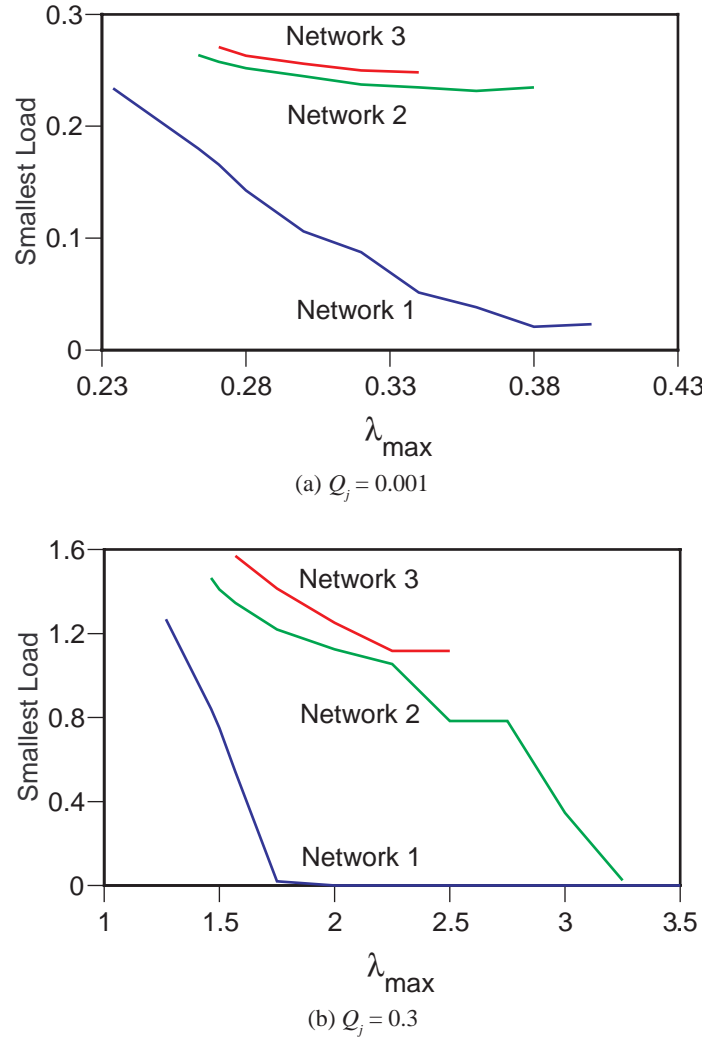 0.3
Network 3
0.2
Network 2
Smallest Load
0.1
Network 1
0
0.23
0.28
0.33
0.38
0.43
λmax
(a) Qj = 0.001
1.6
Network 3
1.2
Smallest Load
0.8
Network 2
0.4
Network 1
0
1
1.5
2
2.5
3
3.5
λmax
(b) Qj = 0.3